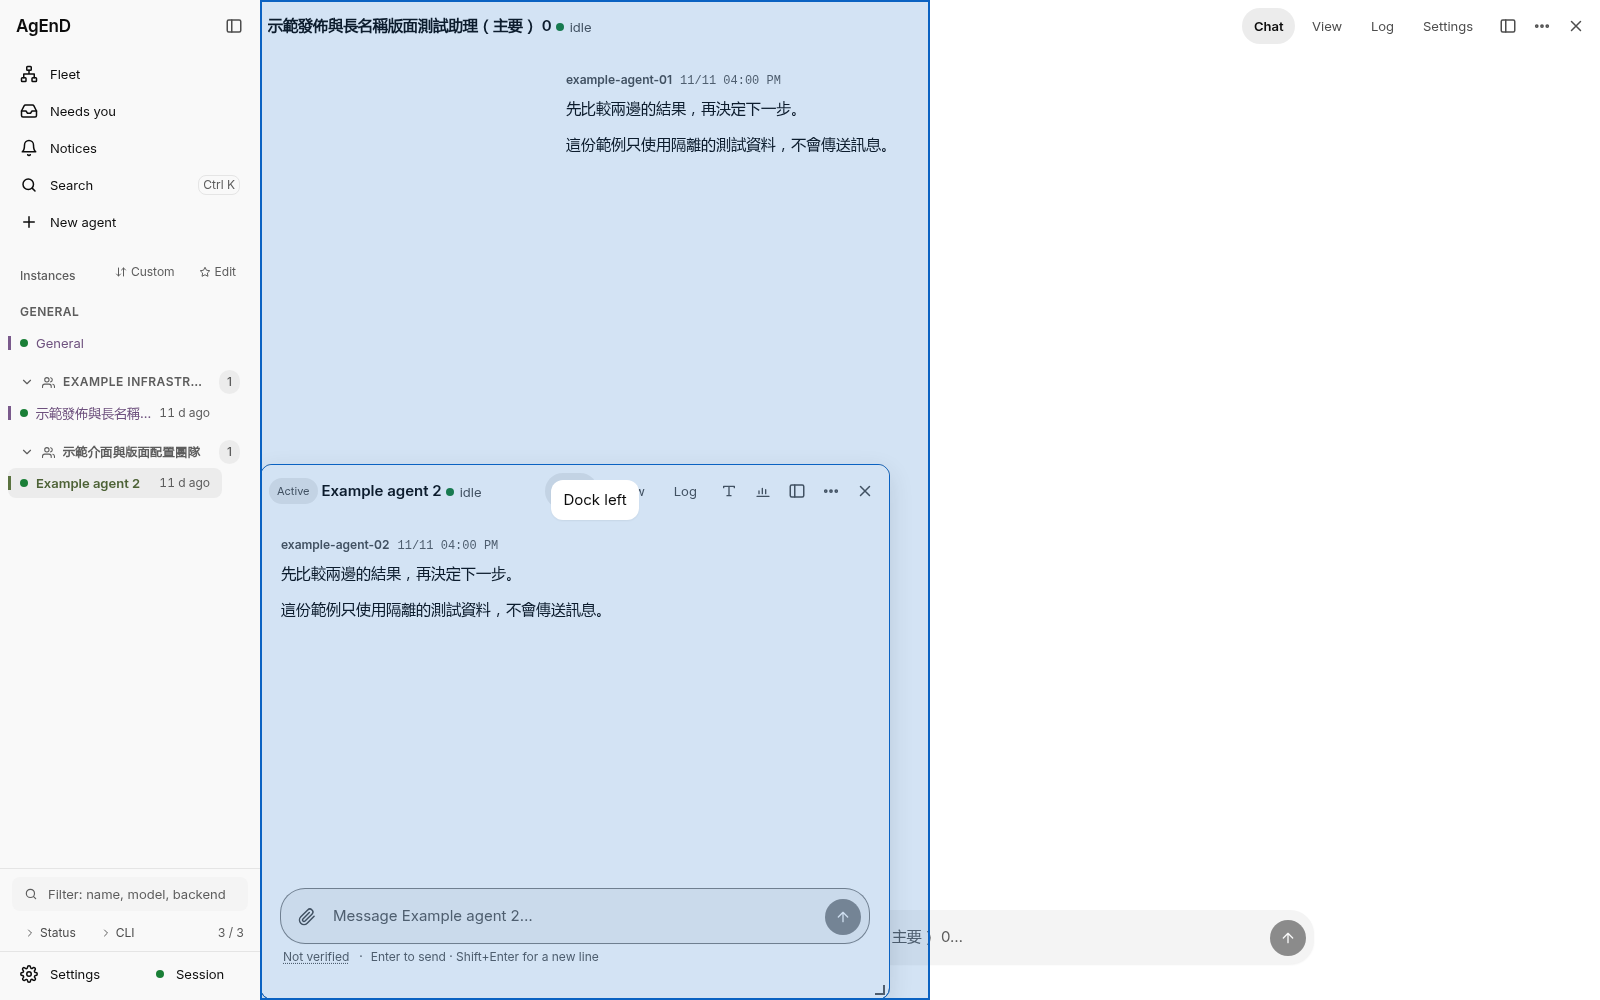 AgEnD
Fleet
Needs you
Notices
Search
Ctrl K
New agent
Instances
Custom
Edit
GENERAL
General
EXAMPLE INFRASTR...
1
示範發佈與長名稱...
11 d ago
示範介面與版面配置團隊
1
Example agent 2
11 d ago
Filter: name, model, backend
Status
CLI
3 / 3
Settings
Session
示範發佈與長名稱版面測試助理（主要）0
idle
Chat
View
Log
Settings
example-agent-01 11/11 04:00 PM
先比較兩邊的結果，再決定下一步。
這份範例只使用隔離的測試資料，不會傳送訊息。
Active
Example agent 2
idle
Dock left
Log
example-agent-02 11/11 04:00 PM
先比較兩邊的結果，再決定下一步。
這份範例只使用隔離的測試資料，不會傳送訊息。
Message Example agent 2...
主要）0...
Not verified · Enter to send · Shift+Enter for a new line